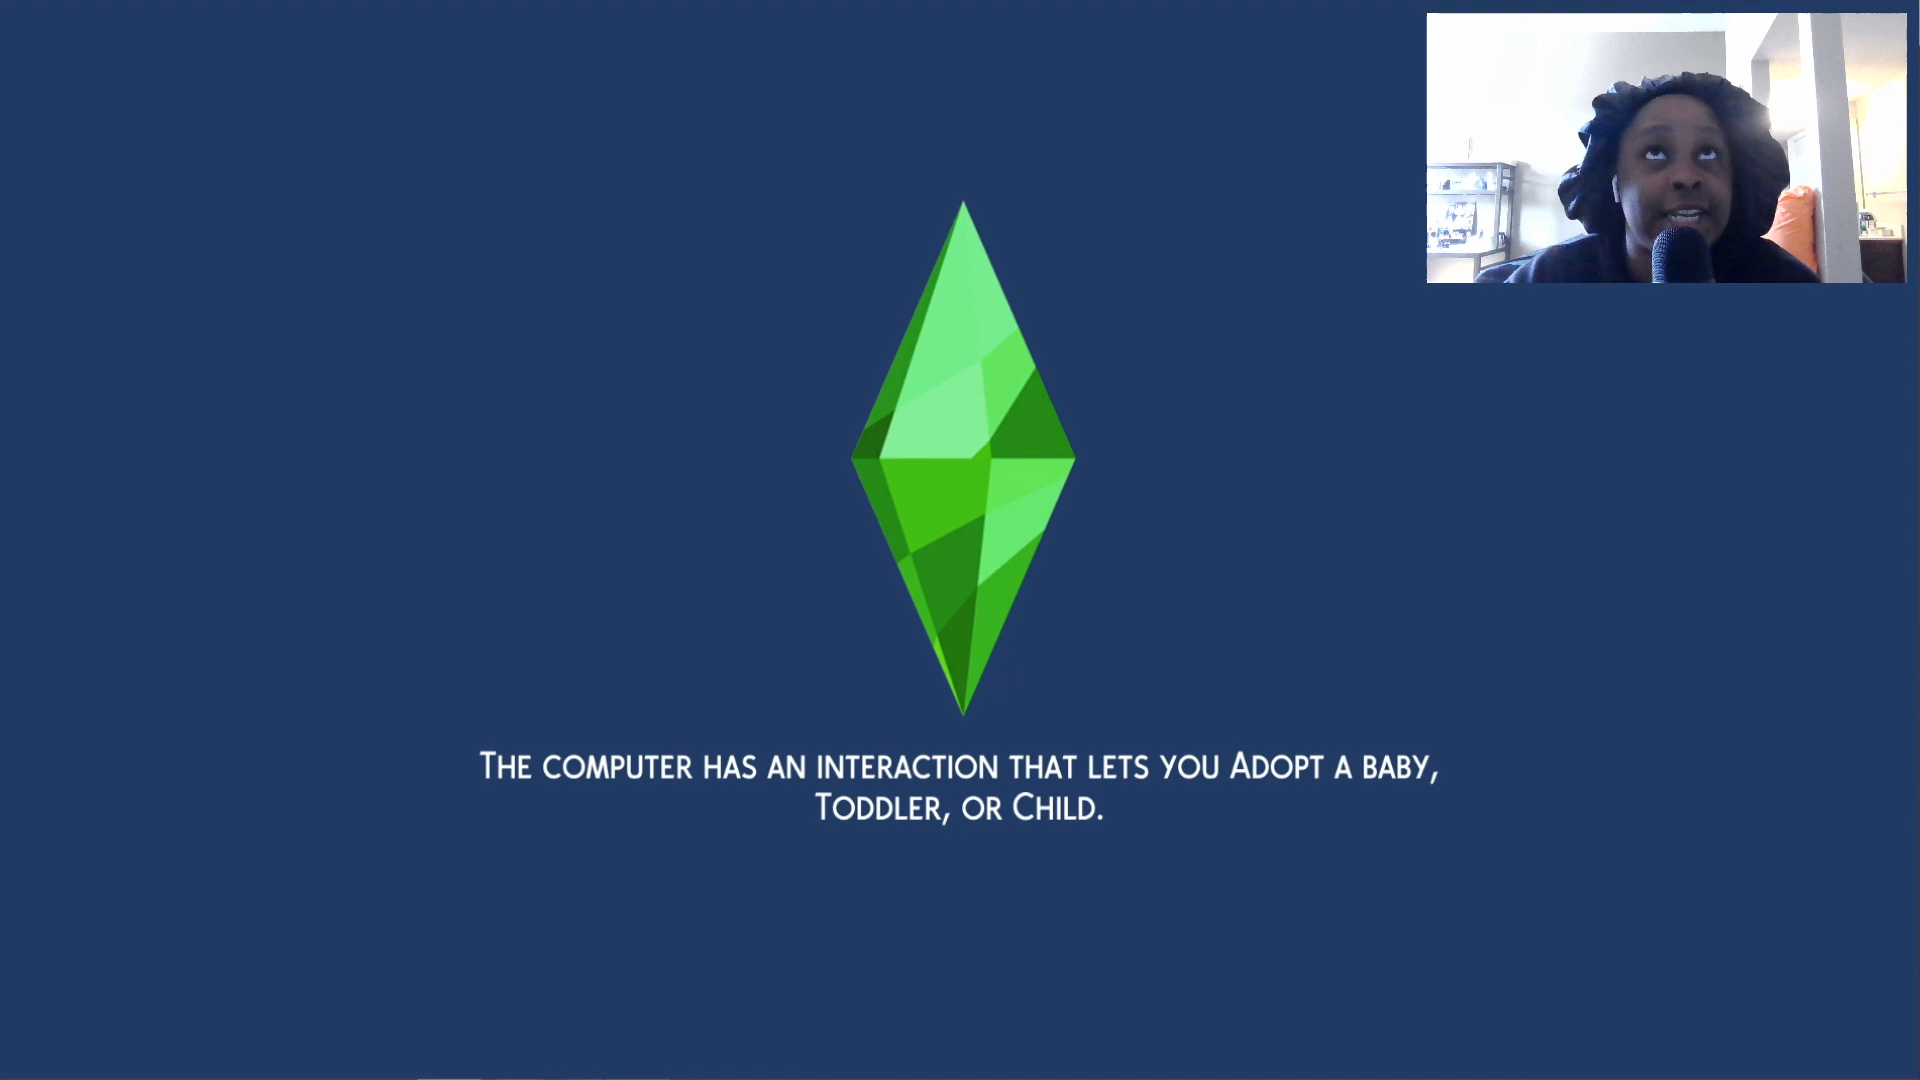 The computer has an interaction that lets you Adopt a baby,
Toddler, or Child.